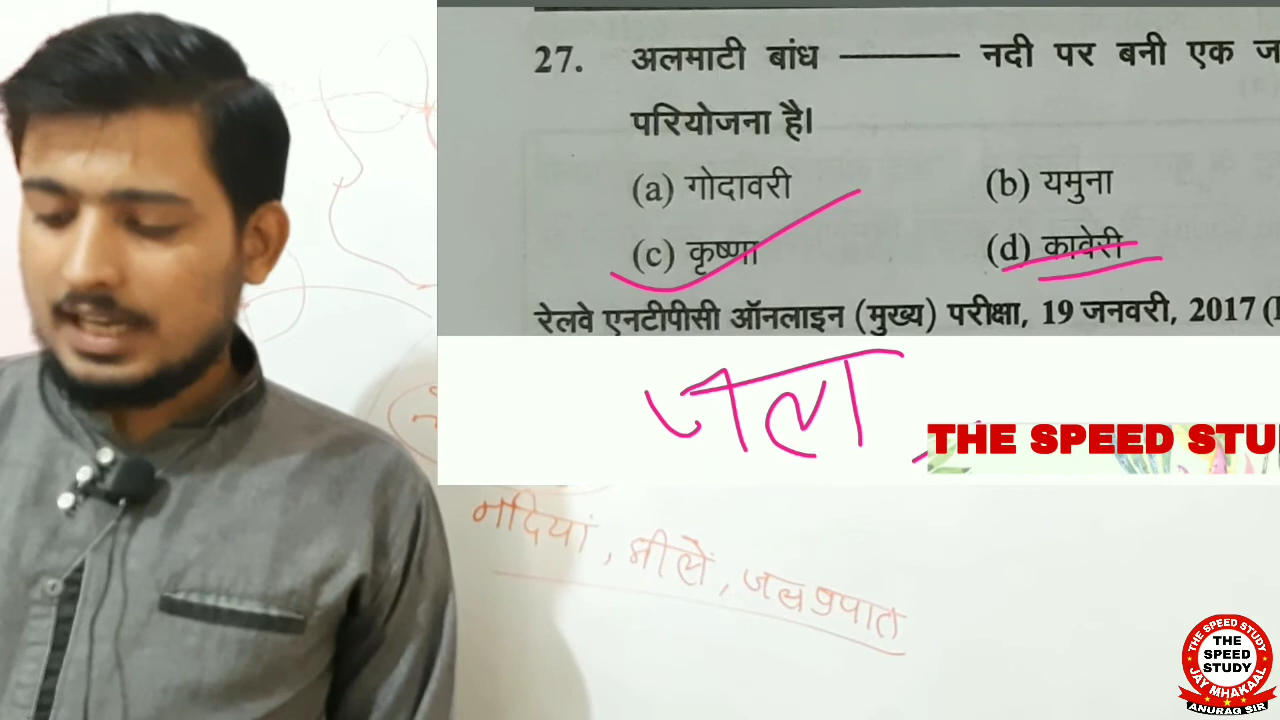 27. अलमाटी बांध ——— नदी पर बनी एक ज
परियोजना है।
(a) गोदावरी (b) यमुना
(c) कृष्णा (d) कावेरी
रेलवे एनटीपीसी ऑनलाइन (मुख्य) परीक्षा, 19 जनवरी, 2017 (
जल
THE SPEED STU
नदियां, झीलें, जलप्रपात
THE SPEED STUDY
THE
SPEED
STUDY
JAY MHAKAAL
ANURAG SIR